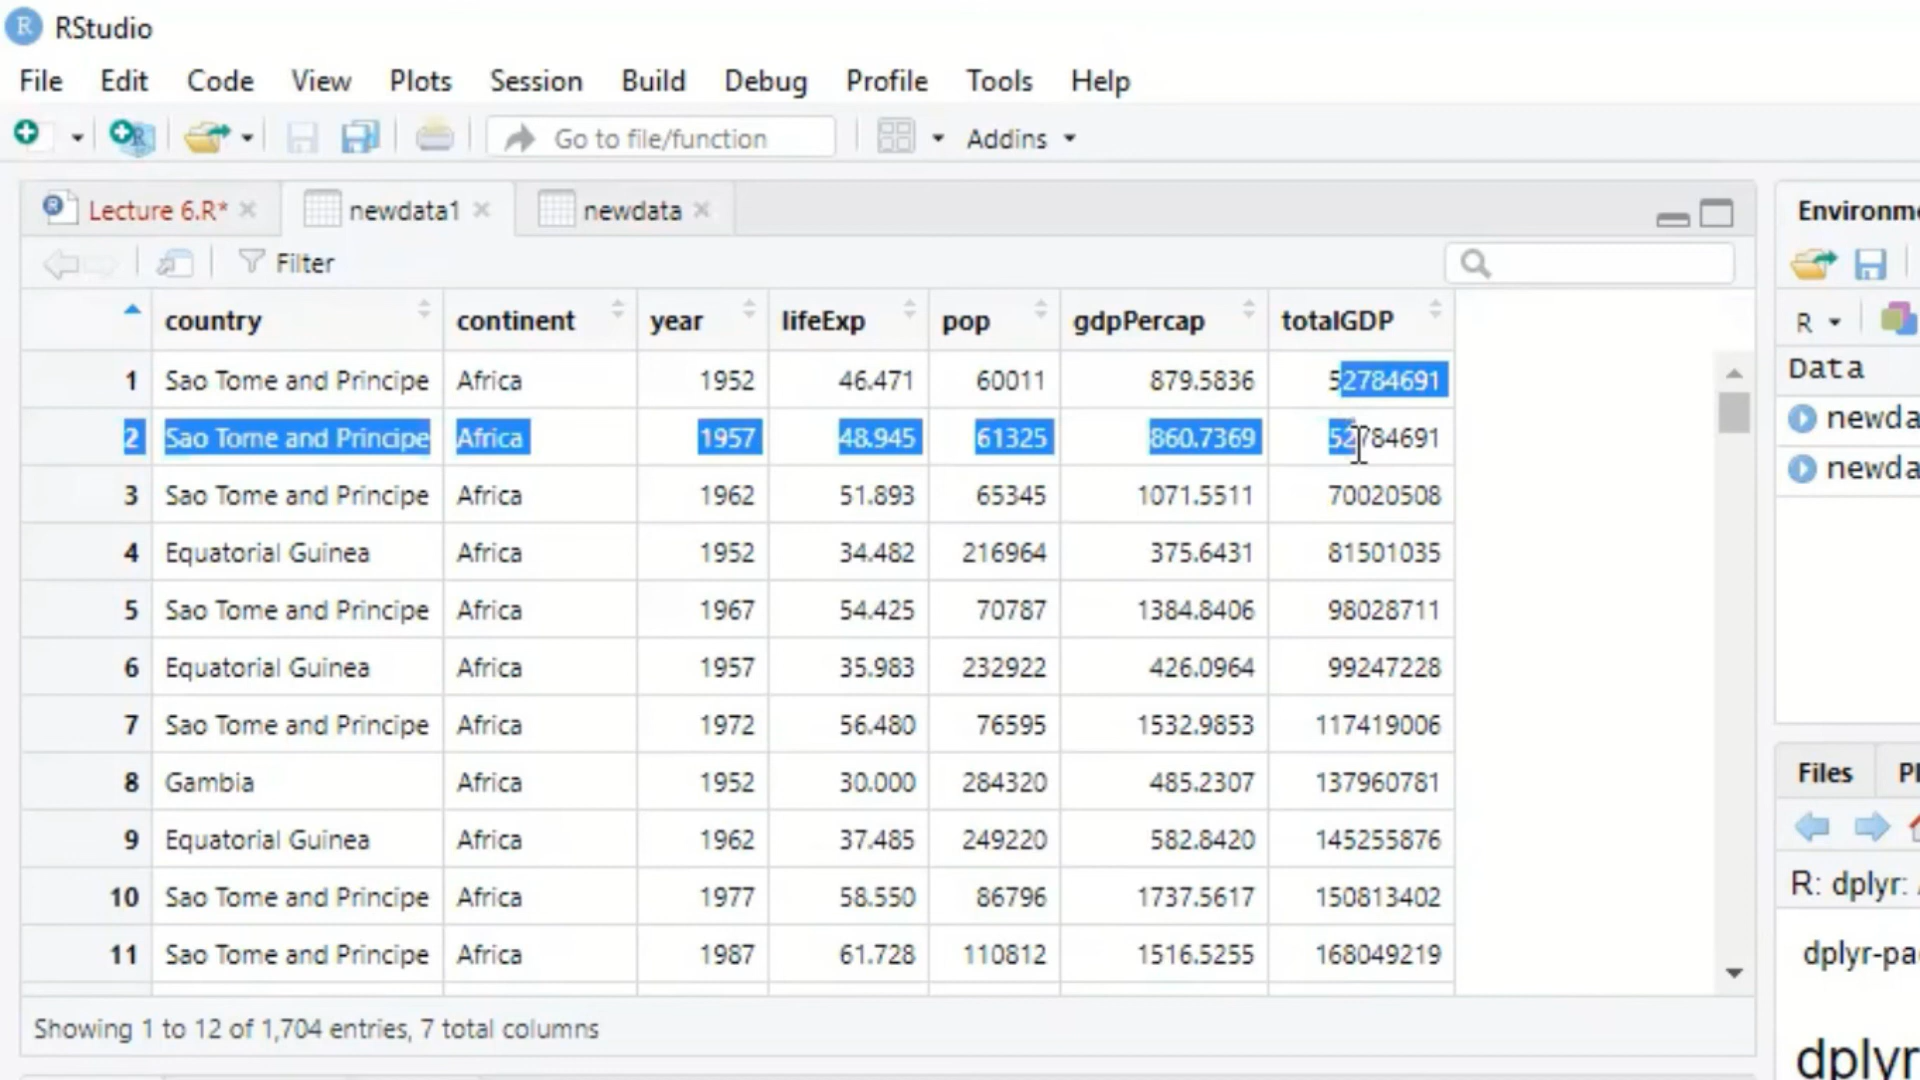 RStudio
File Edit Code View Plots Session Build Debug Profile Tools Help
Go to file/function Addins
Lecture 6.R* newdata1 newdata
Filter
country continent year lifeExp pop gdpPercap totalGDP
1 Sao Tome and Principe Africa 1952 46.471 60011 879.5836 52784691
2 Sao Tome and Principe Africa 1957 48.945 61325 860.7369 52784691
3 Sao Tome and Principe Africa 1962 51.893 65345 1071.5511 70020508
4 Equatorial Guinea Africa 1952 34.482 216964 375.6431 81501035
5 Sao Tome and Principe Africa 1967 54.425 70787 1384.8406 98028711
6 Equatorial Guinea Africa 1957 35.983 232922 426.0964 99247228
7 Sao Tome and Principe Africa 1972 56.480 76595 1532.9853 117419006
8 Gambia Africa 1952 30.000 284320 485.2307 137960781
9 Equatorial Guinea Africa 1962 37.485 249220 582.8420 145255876
10 Sao Tome and Principe Africa 1977 58.550 86796 1737.5617 150813402
11 Sao Tome and Principe Africa 1987 61.728 110812 1516.5255 168049219
Showing 1 to 12 of 1,704 entries, 7 total columns
Environme
R
Data
newda
newda
Files Pl
R: dplyr:
dplyr-pa
dplyr